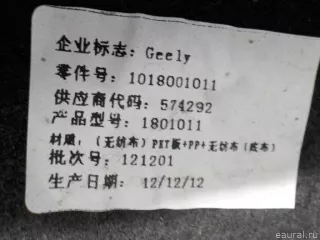 企业标志：Geely
零件号：1018001011
供应商代码：574292
产品型号：1801011
材质：（无纺布）PET板+PP+无纺布（底布）
批次号：121201
生产日期：12/12/12
eaural.ru